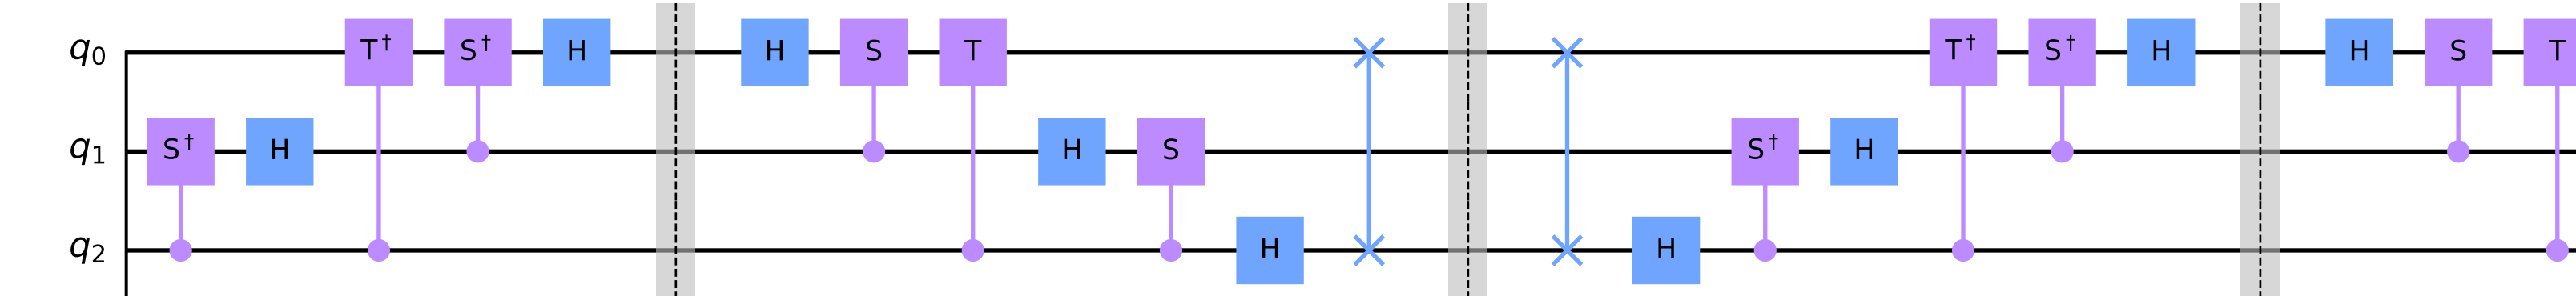 q0 T† S† H H S T T† S† H H S T
q1 S† H H S S† H
q2 H H